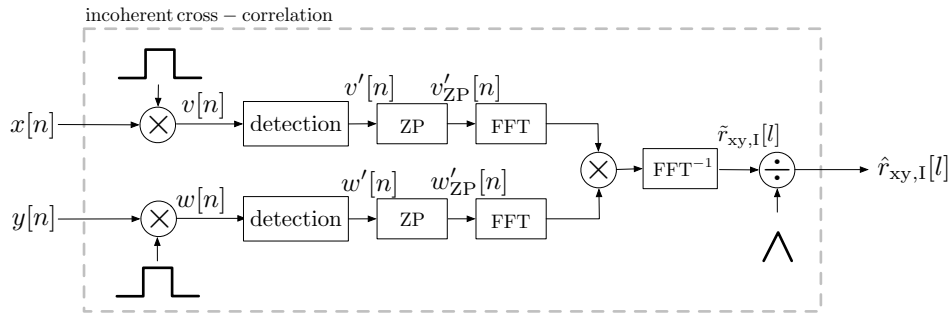 incoherent cross − correlation
x[n]
v[n]
detection
v′[n]
ZP
v′ZP[n]
FFT
×
FFT⁻¹
r̃xy,I[l]
÷
r̂xy,I[l]
×
y[n]
w[n]
detection
w′[n]
ZP
w′ZP[n]
FFT
×